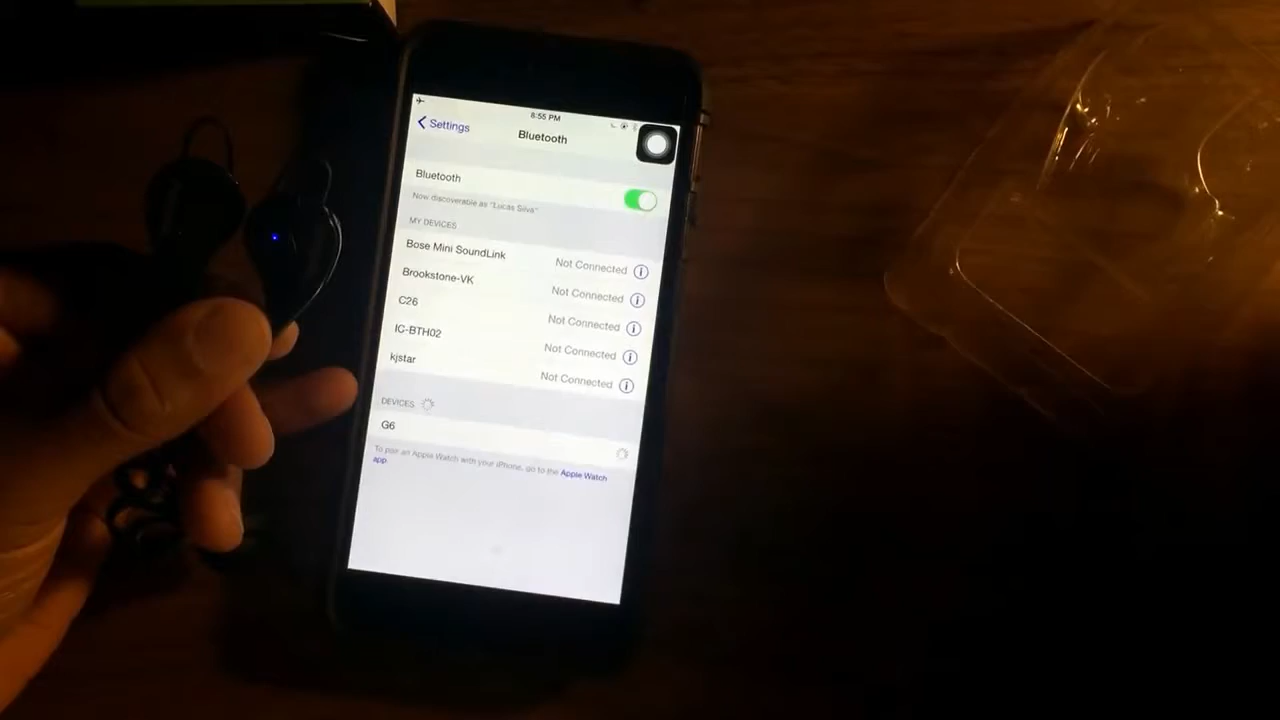 8:55 PM
Settings
Bluetooth
Bluetooth
Now discoverable as "Lucas Silva"
MY DEVICES
Bose Mini SoundLink Not Connected
Brookstone-VK Not Connected
C26 Not Connected
IC-BTH02 Not Connected
kjstar Not Connected
DEVICES
G6
To pair an Apple Watch with your iPhone, go to the Apple Watch
app.